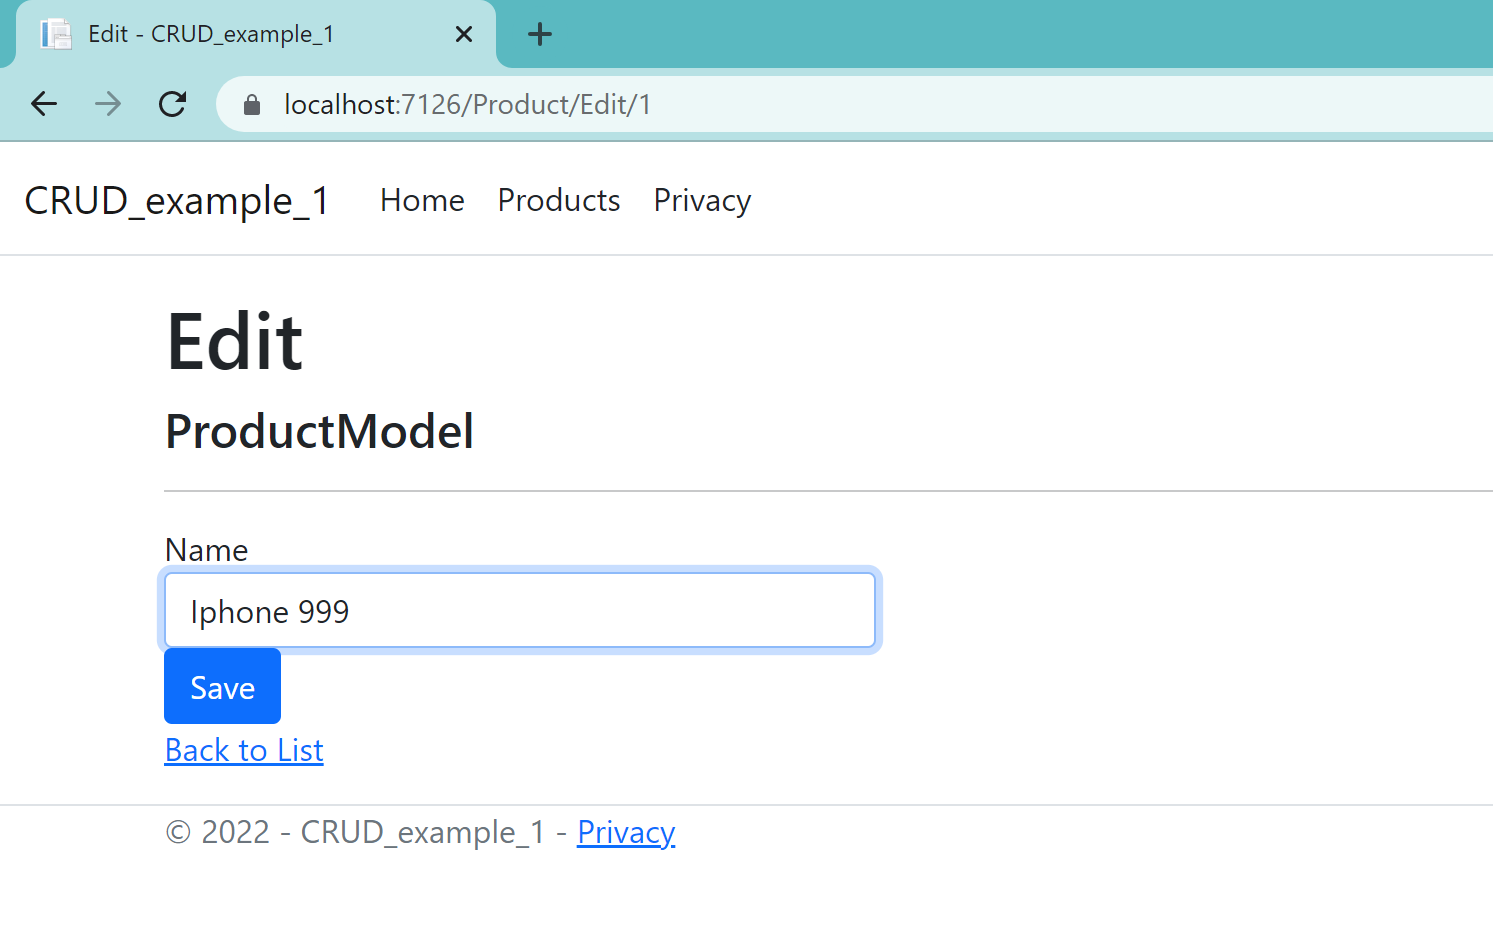 Edit - CRUD_example_1
localhost:7126/Product/Edit/1
CRUD_example_1 Home Products Privacy
Edit
ProductModel
Name
Iphone 999
Save
Back to List
© 2022 - CRUD_example_1 - Privacy